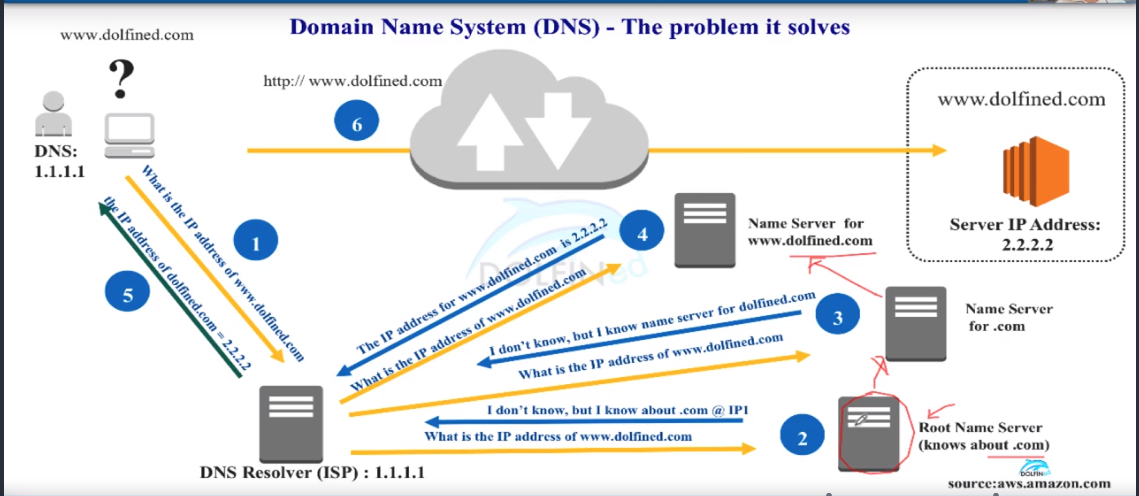 Domain Name System (DNS) - The problem it solves
www.dolfined.com
?
http:// www.dolfined.com
6
www.dolfined.com
DNS:
1.1.1.1
Server IP Address:
2.2.2.2
What is the IP address of www.dolfined.com
1
the IP address of dolfined.com = 2.2.2.2
5
4
Name Server for
www.dolfined.com
The IP address for www.dolfined.com is 2.2.2.2
What is the IP address of www.dolfined.com
DOLFINed
3
Name Server
for .com
I don't know, but I know name server for dolfined.com
What is the IP address of www.dolfined.com
2
Root Name Server
(knows about .com)
I don't know, but I know about .com @ IP1
What is the IP address of www.dolfined.com
DNS Resolver (ISP) : 1.1.1.1
DOLFINed
source:aws.amazon.com